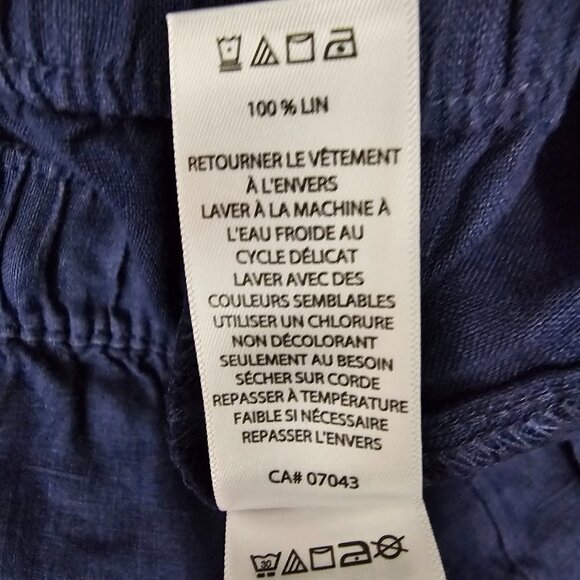 100 % LIN
RETOURNER LE VÊTEMENT
À L'ENVERS
LAVER À LA MACHINE À
L'EAU FROIDE AU
CYCLE DÉLICAT
LAVER AVEC DES
COULEURS SEMBLABLES
UTILISER UN CHLORURE
NON DÉCOLORANT
SEULEMENT AU BESOIN
SÉCHER SUR CORDE
REPASSER À TEMPÉRATURE
FAIBLE SI NÉCESSAIRE
REPASSER L'ENVERS
CA# 07043
30